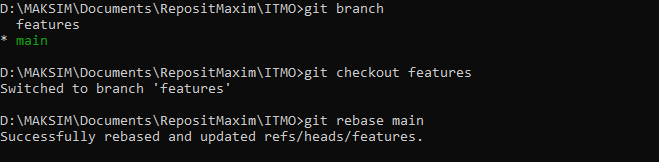 D:\MAKSIM\Documents\RepositMaxim\ITMO>git branch
  features
* main
D:\MAKSIM\Documents\RepositMaxim\ITMO>git checkout features
Switched to branch 'features'
D:\MAKSIM\Documents\RepositMaxim\ITMO>git rebase main
Successfully rebased and updated refs/heads/features.